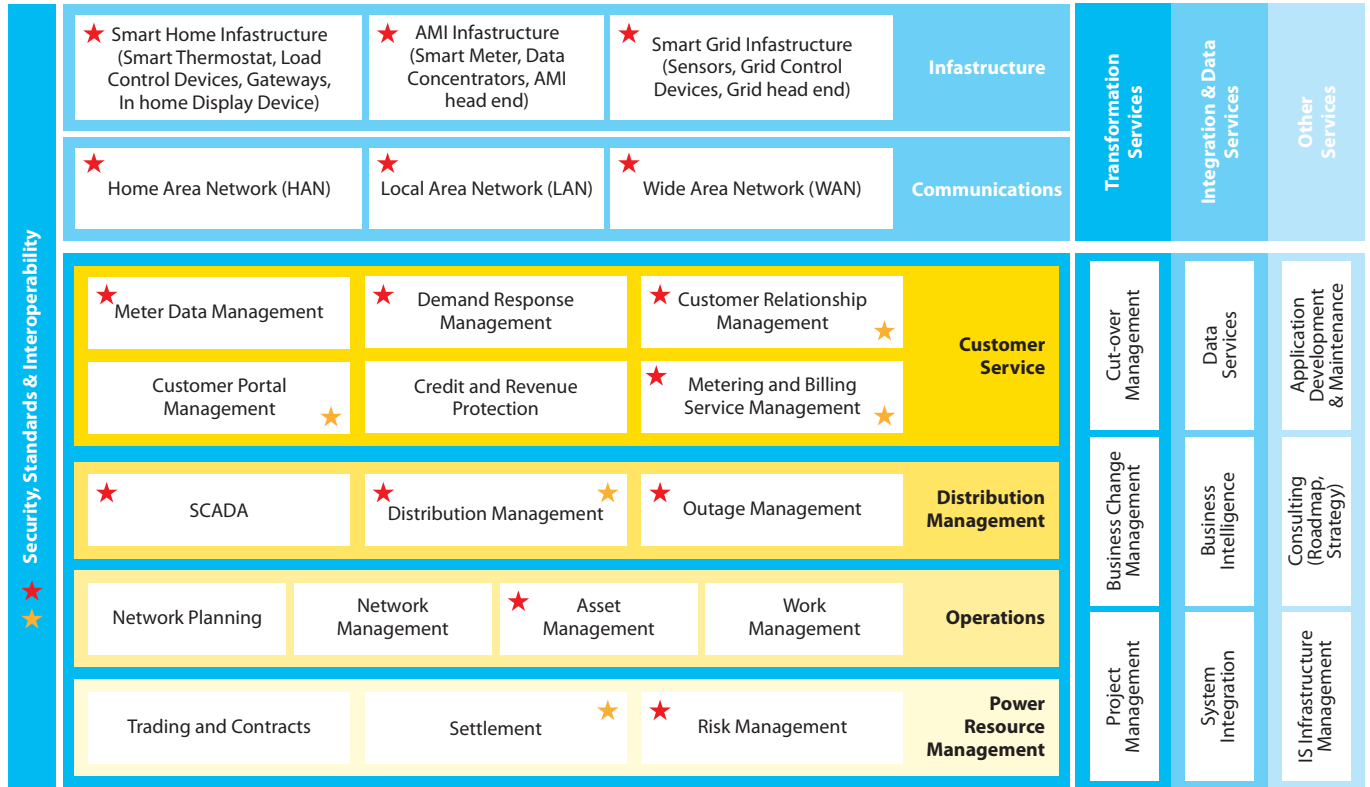 Security, Standards & Interoperability
Smart Home Infastructure
(Smart Thermostat, Load
Control Devices, Gateways,
In home Display Device)
AMI Infastructure
(Smart Meter, Data
Concentrators, AMI
head end)
Smart Grid Infastructure
(Sensors, Grid Control
Devices, Grid head end)
Infastructure
Home Area Network (HAN)
Local Area Network (LAN)
Wide Area Network (WAN)
Communications
Meter Data Management
Demand Response
Management
Customer Relationship
Management
Customer Portal
Management
Credit and Revenue
Protection
Metering and Billing
Service Management
Customer
Service
SCADA
Distribution Management
Outage Management
Distribution
Management
Network Planning
Network
Management
Asset
Management
Work
Management
Operations
Trading and Contracts
Settlement
Risk Management
Power
Resource
Management
Transformation
Services
Integration & Data
Services
Other
Services
Cut-over
Management
Data
Services
Application
Development
& Maintenance
Business Change
Management
Business
Intelligence
Consulting
(Roadmap,
Strategy)
Project
Management
System
Integration
IS Infrastructure
Management